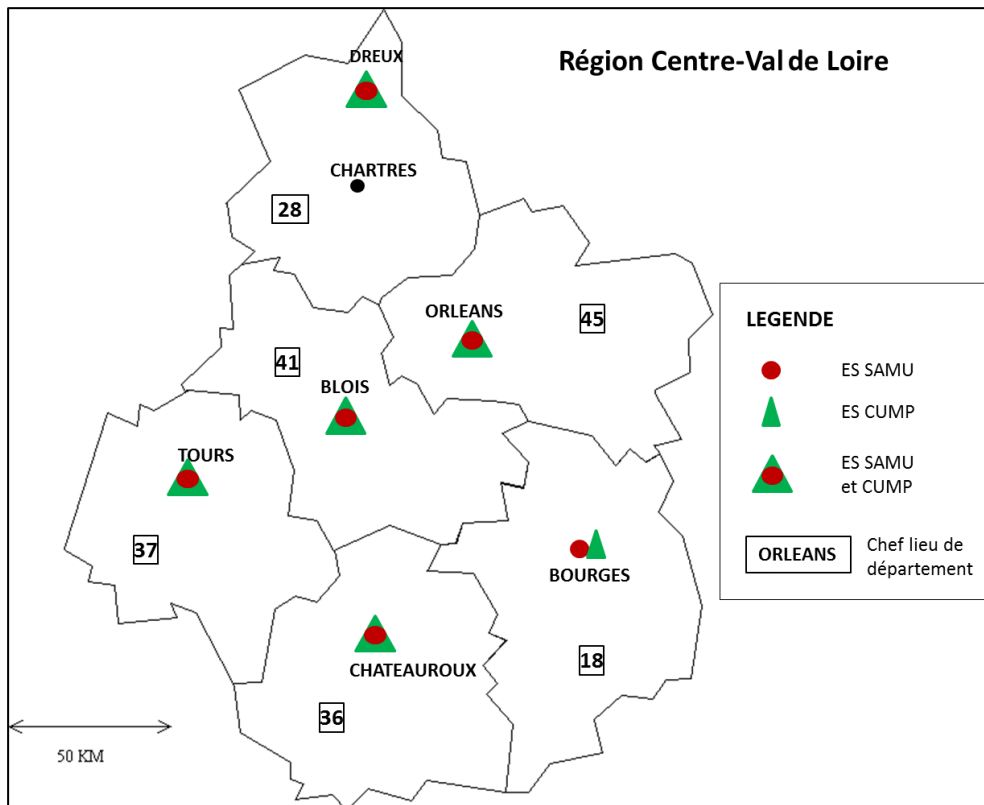 Région Centre-Val de Loire
DREUX
CHARTRES
28
ORLEANS
45
41
BLOIS
TOURS
37
BOURGES
18
CHATEAUROUX
36
50 KM
LEGENDE
ES SAMU
ES CUMP
ES SAMU
et CUMP
ORLEANS
Chef lieu de
département